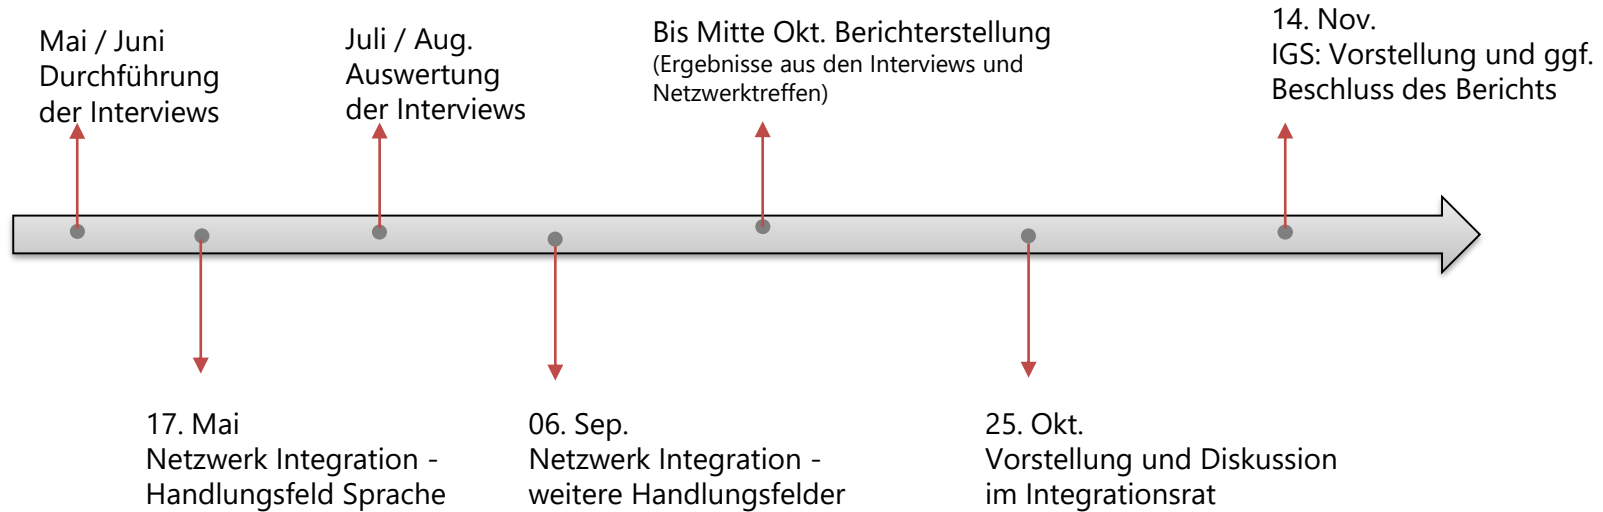 Mai / Juni
Durchführung
der Interviews
Juli / Aug.
Auswertung
der Interviews
Bis Mitte Okt. Berichterstellung
(Ergebnisse aus den Interviews und
Netzwerktreffen)
14. Nov.
IGS: Vorstellung und ggf.
Beschluss des Berichts
17. Mai
Netzwerk Integration -
Handlungsfeld Sprache
06. Sep.
Netzwerk Integration -
weitere Handlungsfelder
25. Okt.
Vorstellung und Diskussion
im Integrationsrat